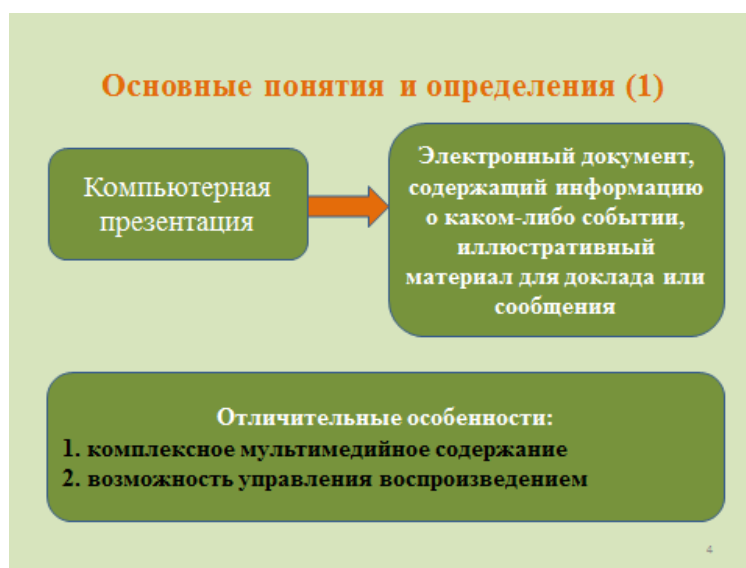 Основные понятия и определения (1)
Компьютерная
презентация
Электронный документ,
содержащий информацию
о каком-либо событии,
иллюстративный
материал для доклада или
сообщения
Отличительные особенности:
1. комплексное мультимедийное содержание
2. возможность управления воспроизведением
4